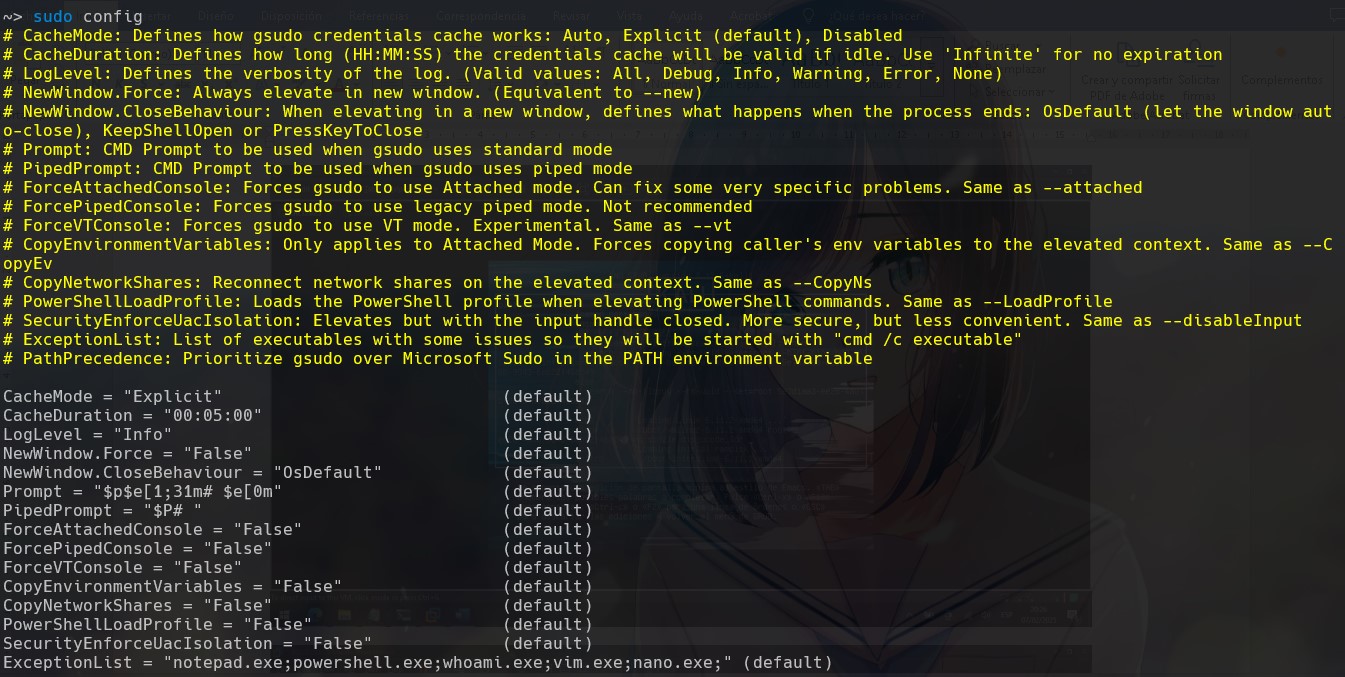 ~> sudo config
# CacheMode: Defines how gsudo credentials cache works: Auto, Explicit (default), Disabled
# CacheDuration: Defines how long (HH:MM:SS) the credentials cache will be valid if idle. Use 'Infinite' for no expiration
# LogLevel: Defines the verbosity of the log. (Valid values: All, Debug, Info, Warning, Error, None)
# NewWindow.Force: Always elevate in new window. (Equivalent to --new)
# NewWindow.CloseBehaviour: When elevating in a new window, defines what happens when the process ends: OsDefault (let the window aut
o-close), KeepShellOpen or PressKeyToClose
# Prompt: CMD Prompt to be used when gsudo uses standard mode
# PipedPrompt: CMD Prompt to be used when gsudo uses piped mode
# ForceAttachedConsole: Forces gsudo to use Attached mode. Can fix some very specific problems. Same as --attached
# ForcePipedConsole: Forces gsudo to use legacy piped mode. Not recommended
# ForceVTConsole: Forces gsudo to use VT mode. Experimental. Same as --vt
# CopyEnvironmentVariables: Only applies to Attached Mode. Forces copying caller's env variables to the elevated context. Same as --C
opyEv
# CopyNetworkShares: Reconnect network shares on the elevated context. Same as --CopyNs
# PowerShellLoadProfile: Loads the PowerShell profile when elevating PowerShell commands. Same as --LoadProfile
# SecurityEnforceUacIsolation: Elevates but with the input handle closed. More secure, but less convenient. Same as --disableInput
# ExceptionList: List of executables with some issues so they will be started with "cmd /c executable"
# PathPrecedence: Prioritize gsudo over Microsoft Sudo in the PATH environment variable
CacheMode = "Explicit" (default)
CacheDuration = "00:05:00" (default)
LogLevel = "Info" (default)
NewWindow.Force = "False" (default)
NewWindow.CloseBehaviour = "OsDefault" (default)
Prompt = "$p$e[1;31m# $e[0m" (default)
PipedPrompt = "$P# " (default)
ForceAttachedConsole = "False" (default)
ForcePipedConsole = "False" (default)
ForceVTConsole = "False" (default)
CopyEnvironmentVariables = "False" (default)
CopyNetworkShares = "False" (default)
PowerShellLoadProfile = "False" (default)
SecurityEnforceUacIsolation = "False" (default)
ExceptionList = "notepad.exe;powershell.exe;whoami.exe;vim.exe;nano.exe;" (default)